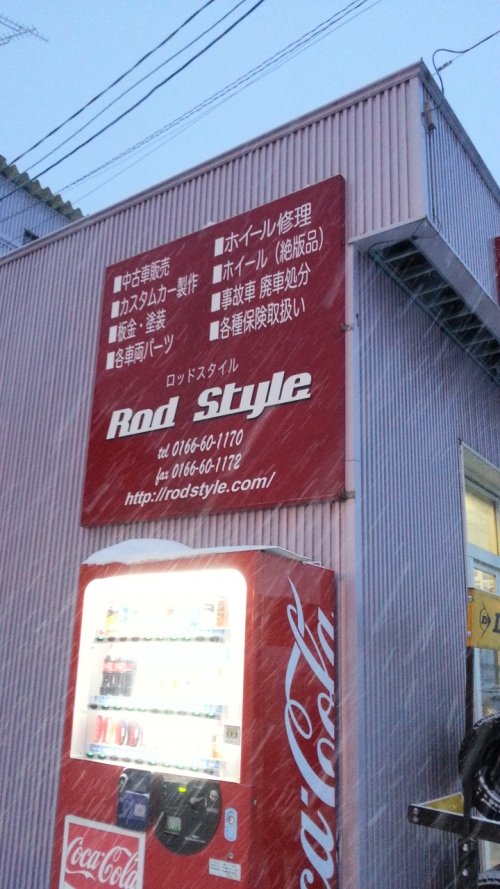 ■中古車販売
■カスタムカー製作
■板金・塗装
■各車両パーツ
■ホイール修理
■ホイール（絶版品）
■事故車 廃車処分
■各種保険取扱い
ロッドスタイル
Rod Style
tel 0166-60-1170
fax 0166-60-1172
http://rodstyle.com/
Coca-Cola
Coca-Cola